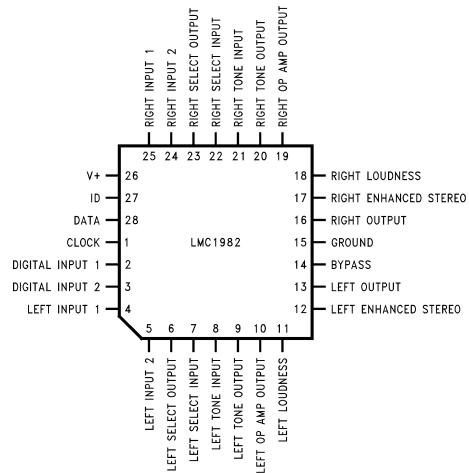 RIGHT INPUT 1
RIGHT INPUT 2
RIGHT SELECT OUTPUT
RIGHT SELECT INPUT
RIGHT TONE INPUT
RIGHT TONE OUTPUT
RIGHT OP AMP OUTPUT
25 24 23 22 21 20 19
V+ 26
ID 27
DATA 28
CLOCK 1
DIGITAL INPUT 1 2
DIGITAL INPUT 2 3
LEFT INPUT 1 4
LMC1982
18 RIGHT LOUDNESS
17 RIGHT ENHANCED STEREO
16 RIGHT OUTPUT
15 GROUND
14 BYPASS
13 LEFT OUTPUT
12 LEFT ENHANCED STEREO
5 6 7 8 9 10 11
LEFT INPUT 2
LEFT SELECT OUTPUT
LEFT SELECT INPUT
LEFT TONE INPUT
LEFT TONE OUTPUT
LEFT OP AMP OUTPUT
LEFT LOUDNESS